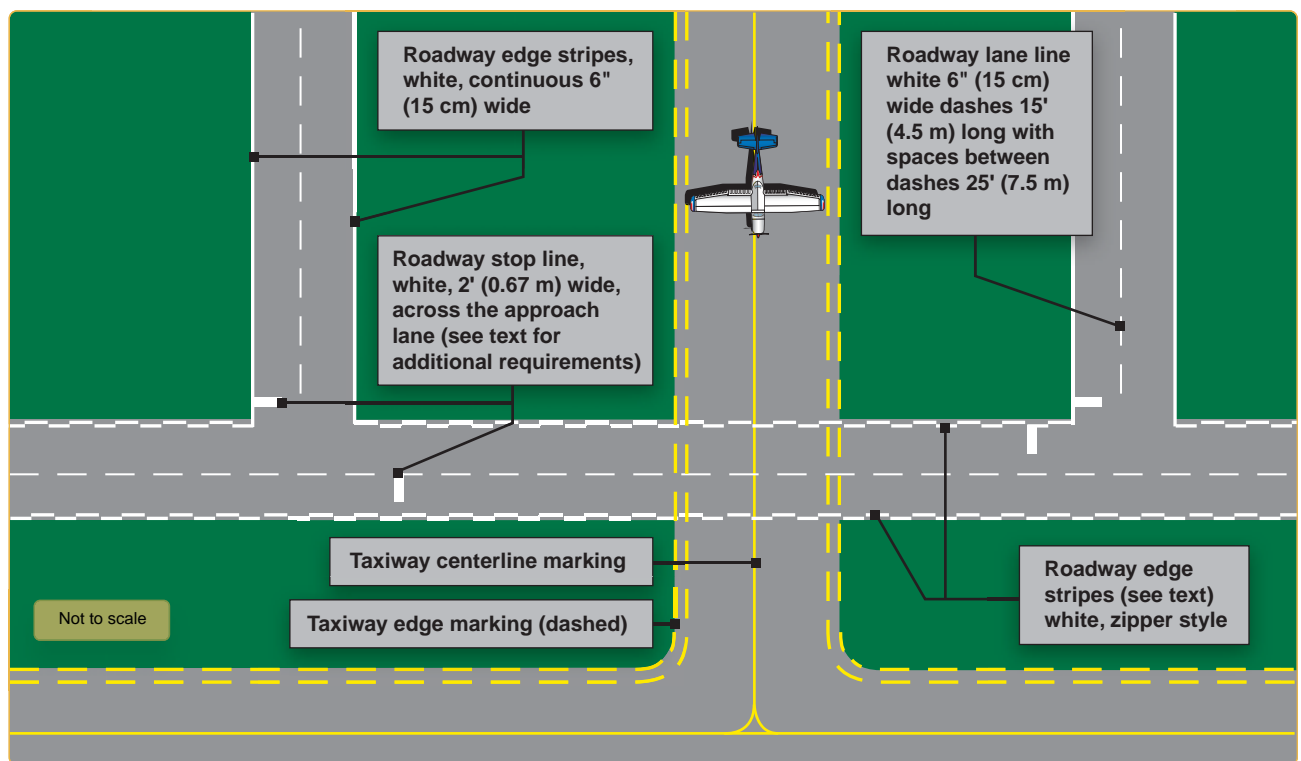 Roadway edge stripes,
white, continuous 6"
(15 cm) wide
Roadway lane line
white 6" (15 cm)
wide dashes 15'
(4.5 m) long with
spaces between
dashes 25' (7.5 m)
long
Roadway stop line,
white, 2' (0.67 m) wide,
across the approach
lane (see text for
additional requirements)
Taxiway centerline marking
Taxiway edge marking (dashed)
Roadway edge
stripes (see text)
white, zipper style
Not to scale